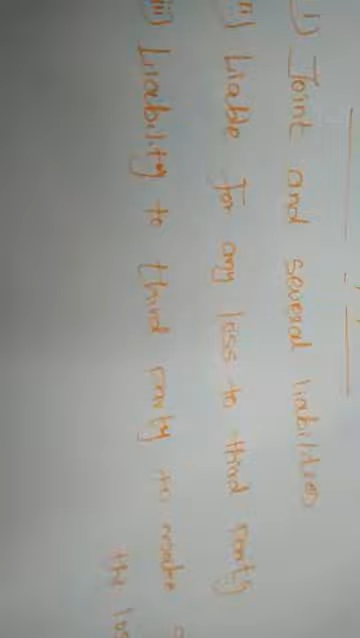 i) Joint and several liabilities
ii) Liable for any loss to third party
iii) Liability to third party to
the